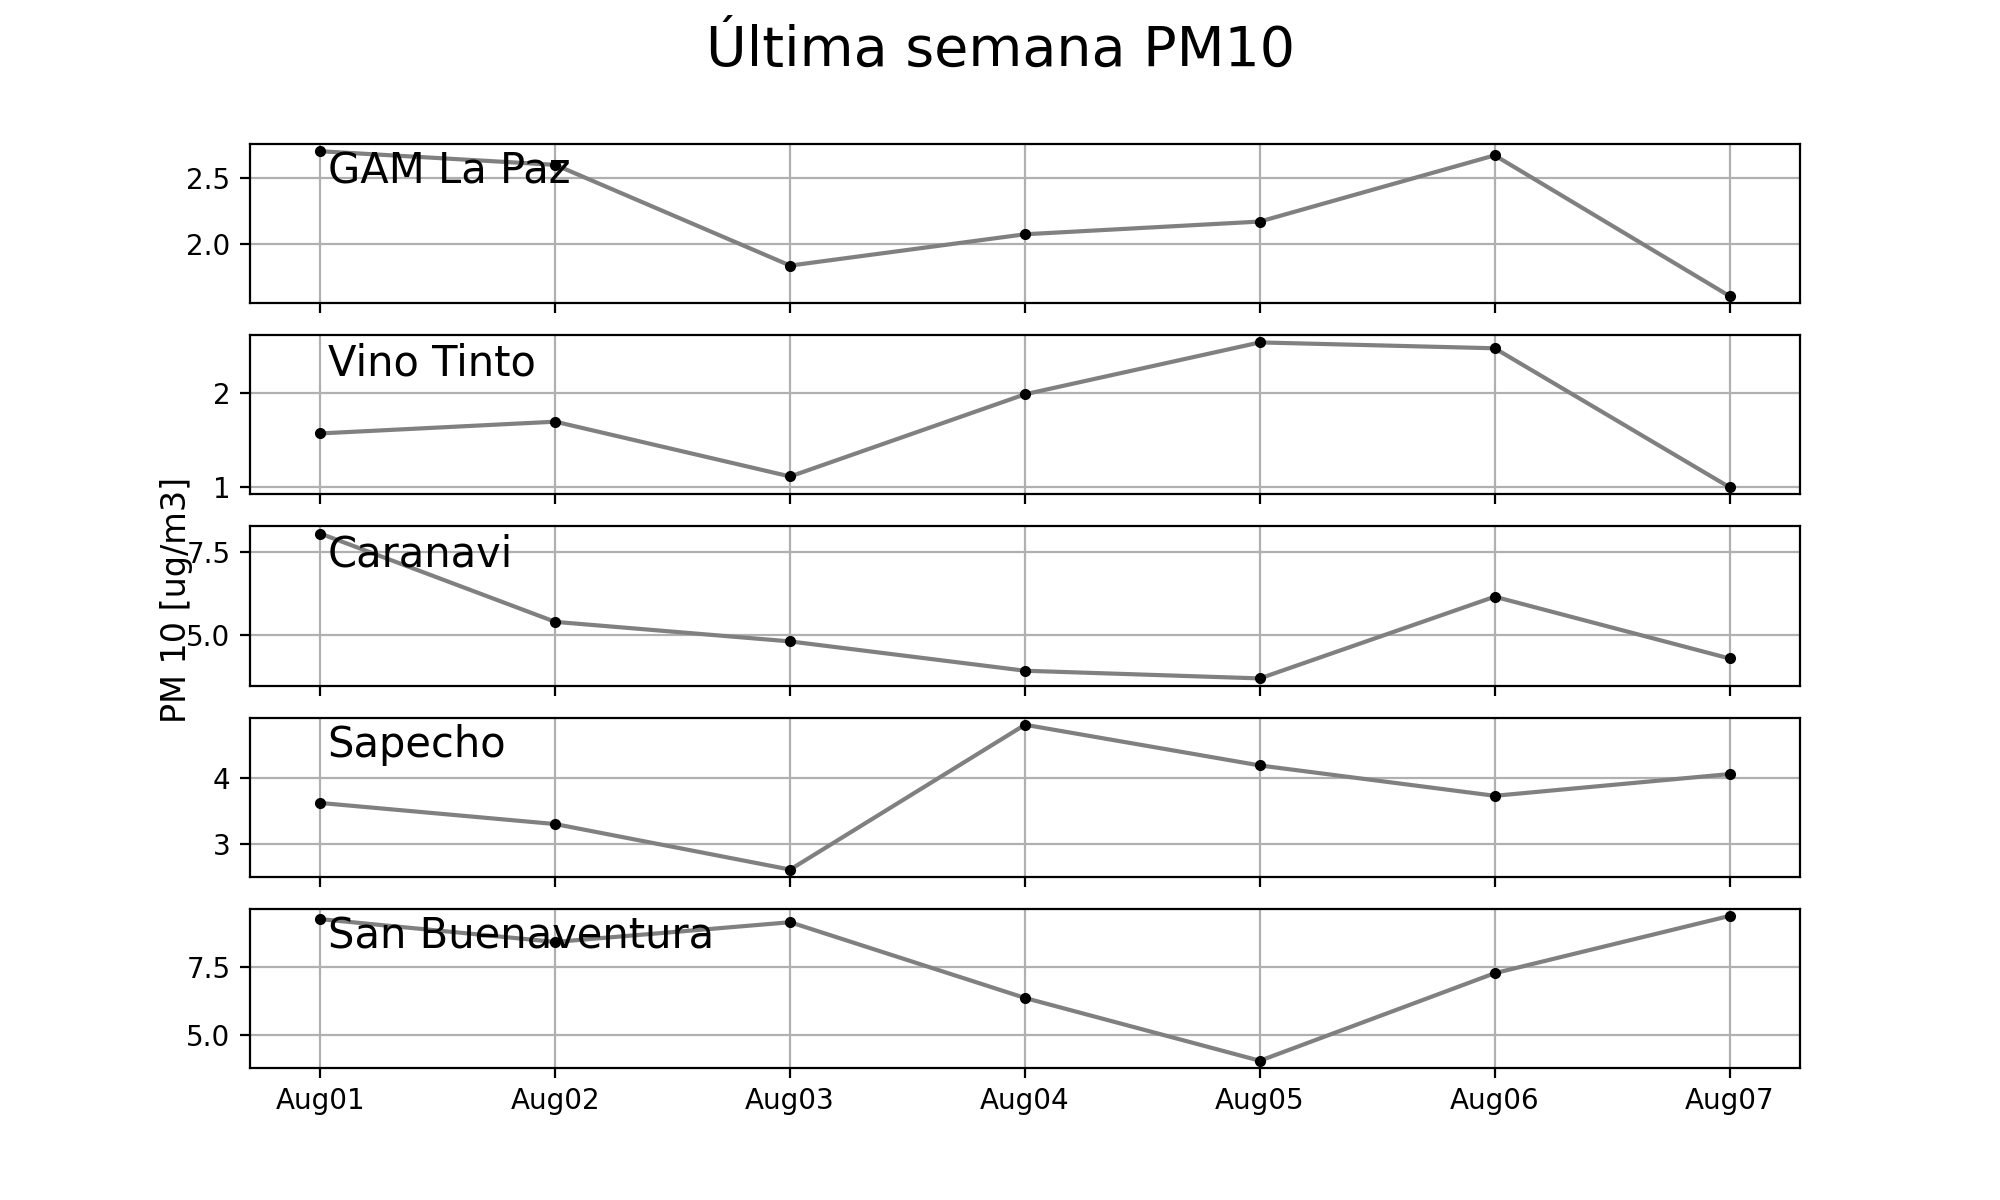 Última semana PM10
GAM La Paz
2.5
2.0
Vino Tinto
2
1
PM 10 [ug/m3]
Caranavi
7.5
5.0
Sapecho
4
3
San Buenaventura
7.5
5.0
Aug01 Aug02 Aug03 Aug04 Aug05 Aug06 Aug07